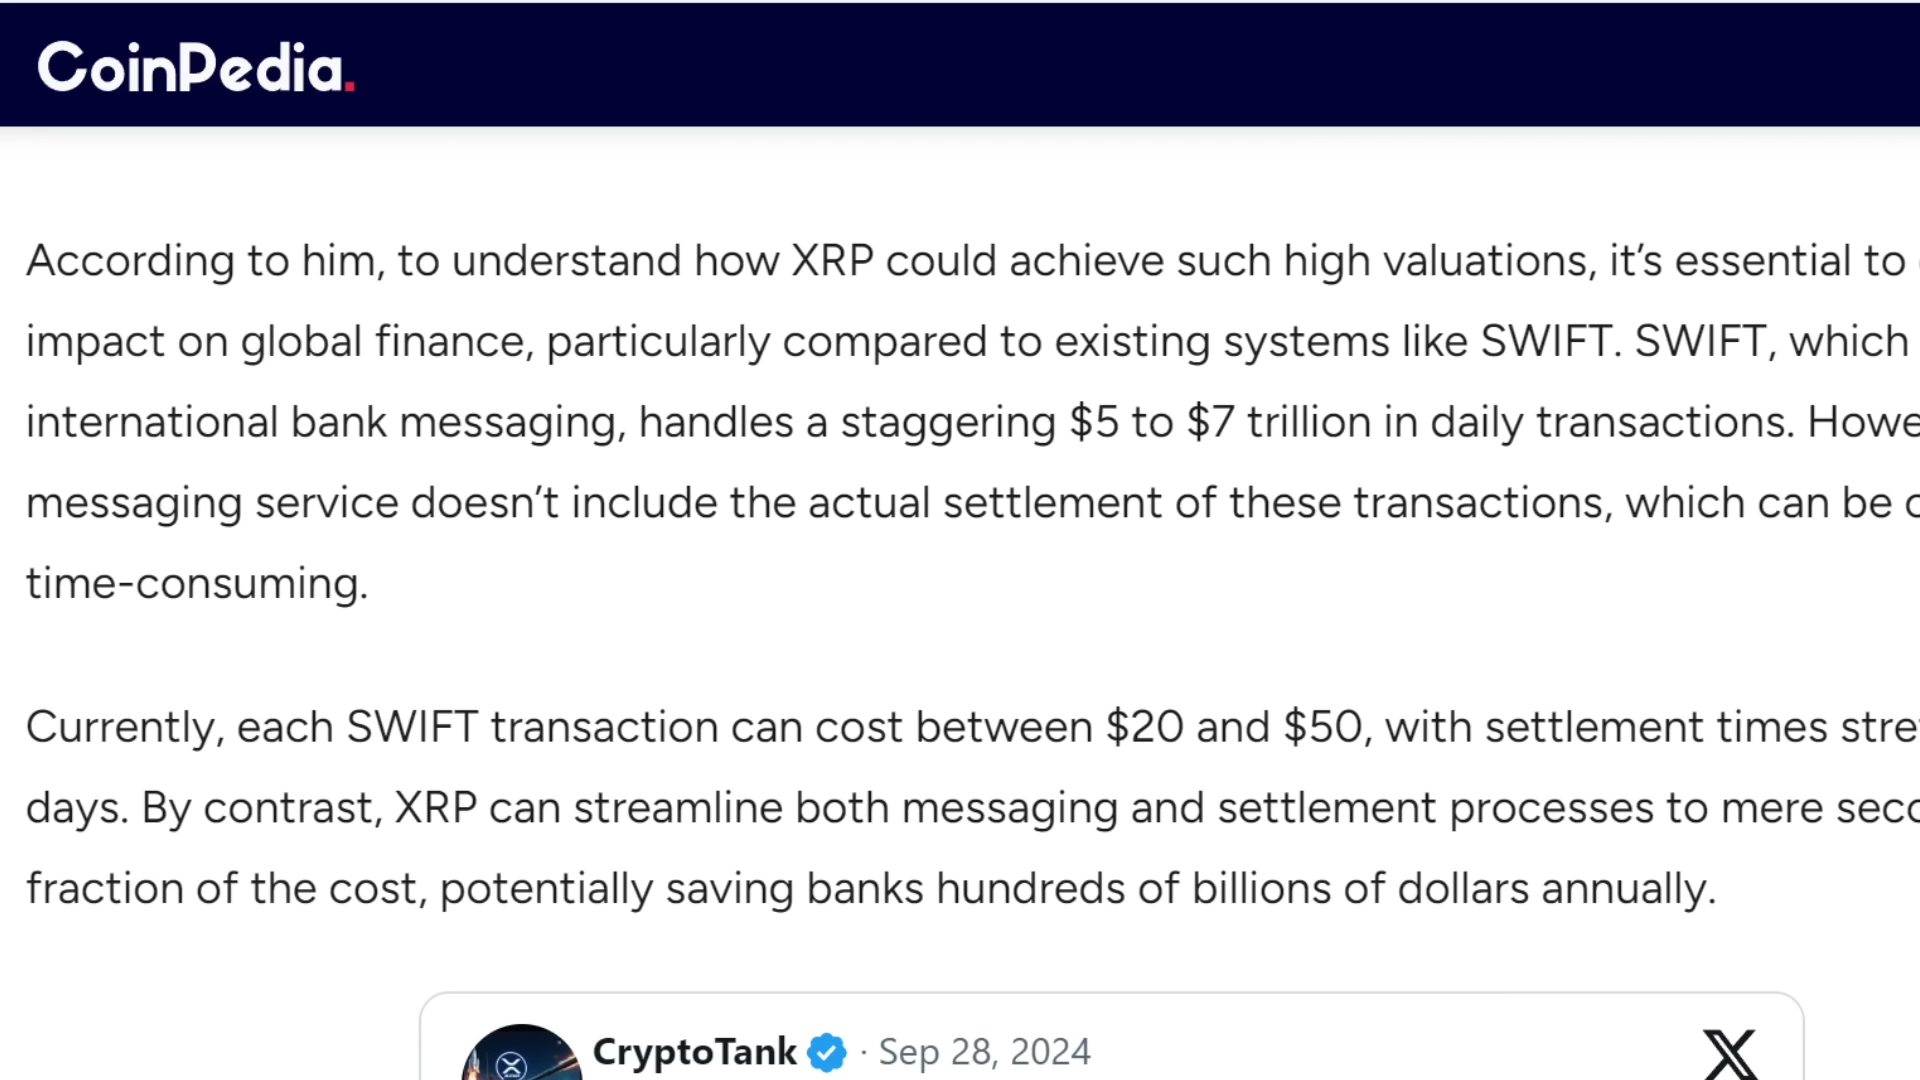 CoinPedia.
According to him, to understand how XRP could achieve such high valuations, it’s essential to
impact on global finance, particularly compared to existing systems like SWIFT. SWIFT, which
international bank messaging, handles a staggering $5 to $7 trillion in daily transactions. Howe
messaging service doesn’t include the actual settlement of these transactions, which can be
time-consuming.
Currently, each SWIFT transaction can cost between $20 and $50, with settlement times stre
days. By contrast, XRP can streamline both messaging and settlement processes to mere seco
fraction of the cost, potentially saving banks hundreds of billions of dollars annually.
CryptoTank · Sep 28, 2024